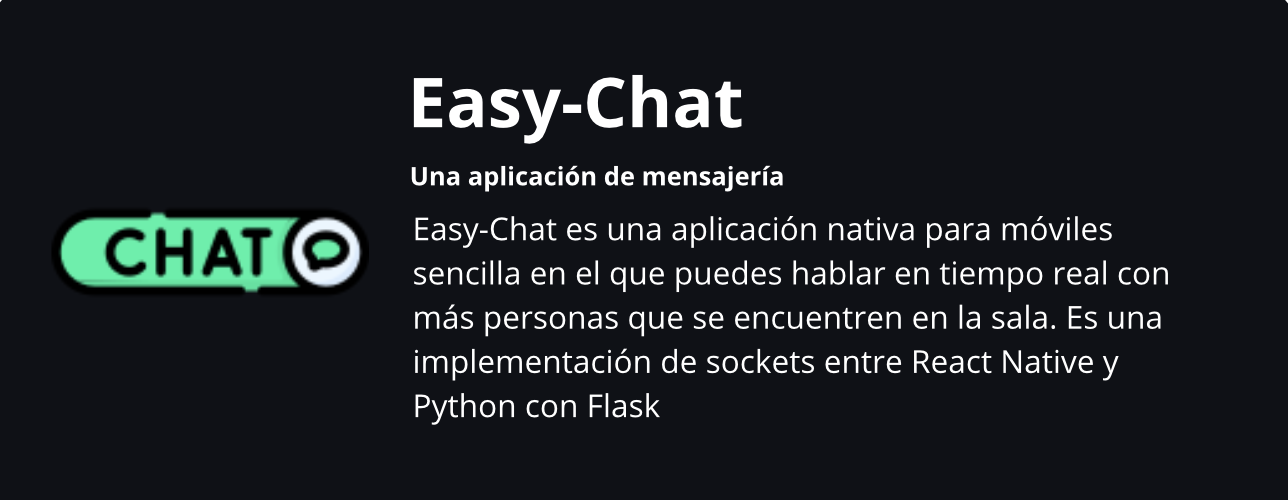 Easy-Chat
Una aplicación de mensajería
CHAT
Easy-Chat es una aplicación nativa para móviles
sencilla en el que puedes hablar en tiempo real con
más personas que se encuentren en la sala. Es una
implementación de sockets entre React Native y
Python con Flask